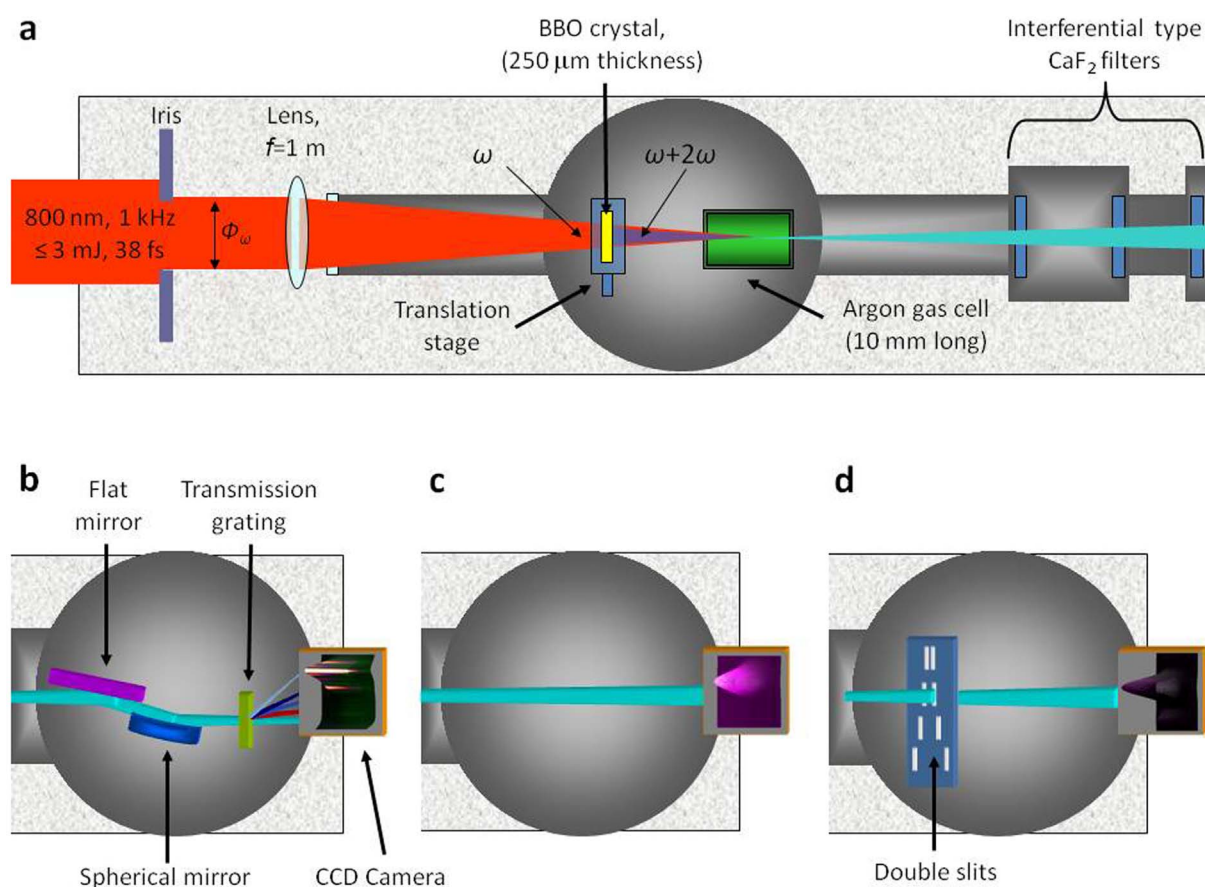 a
BBO crystal,
(250 μm thickness)
Interferential type
CaF2 filters
Iris
Lens,
f=1 m
ω
ω+2ω
800 nm, 1 kHz
≤ 3 mJ, 38 fs
Φω
Translation
stage
Argon gas cell
(10 mm long)
b
Flat
mirror
Transmission
grating
c
d
Spherical mirror
CCD Camera
Double slits